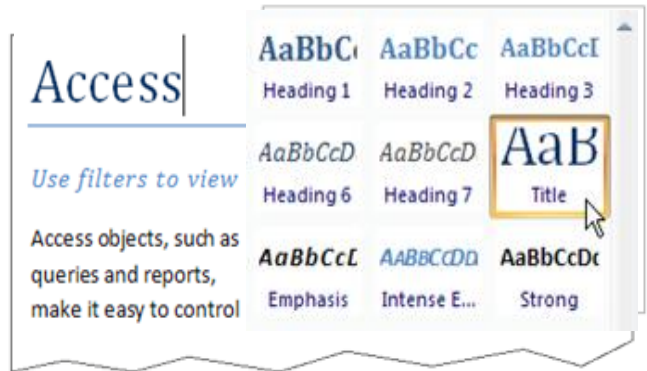 Access
Use filters to view
Access objects, such as
queries and reports,
make it easy to control
AaBbC AaBbCc AaBbCcI
Heading 1 Heading 2 Heading 3
AaBbCcD AaBbCcD AaB
Heading 6 Heading 7 Title
AaBbCcL AABBCCDD AaBbCcDc
Emphasis Intense E... Strong